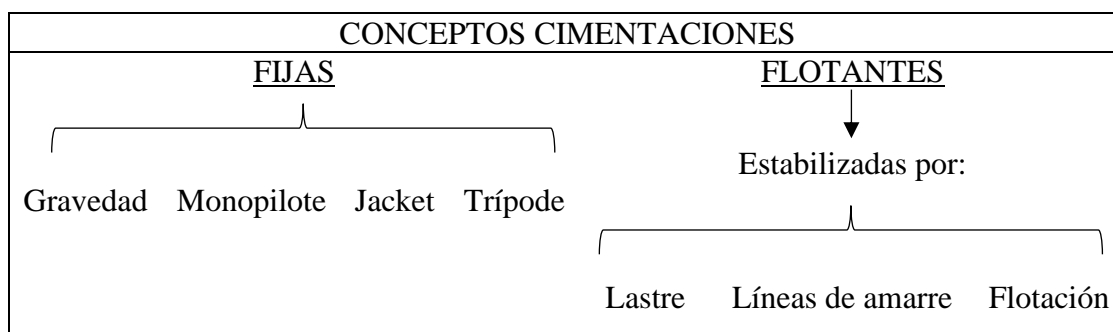 CONCEPTOS CIMENTACIONES
FIJAS
Gravedad Monopilote Jacket Trípode
FLOTANTES
Estabilizadas por:
Lastre Líneas de amarre Flotación